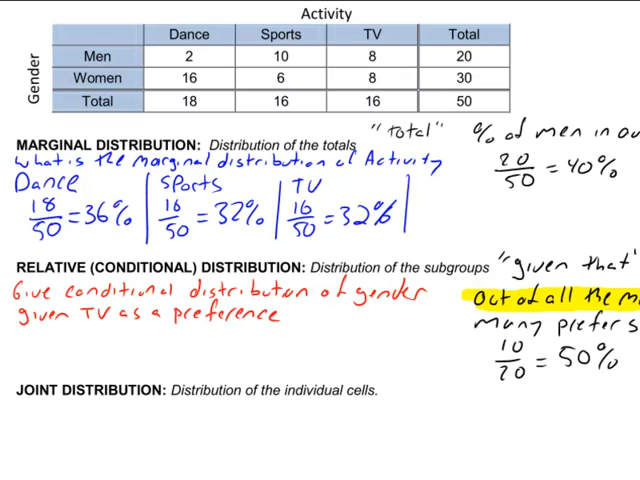 Activity
Gender
Dance Sports TV Total
Men 2 10 8 20
Women 16 6 8 30
Total 18 16 16 50
"total"
% of men in ou
20/50 = 40%
MARGINAL DISTRIBUTION: Distribution of the totals
What is the marginal distribution of Activity
Dance Sports TV
18/50 = 36% 16/50 = 32% 16/50 = 32%
RELATIVE (CONDITIONAL) DISTRIBUTION: Distribution of the subgroups
"given that"
Give conditional distribution of gender
given TV as a preference
out of all the m
many prefer s
10/20 = 50%
JOINT DISTRIBUTION: Distribution of the individual cells.